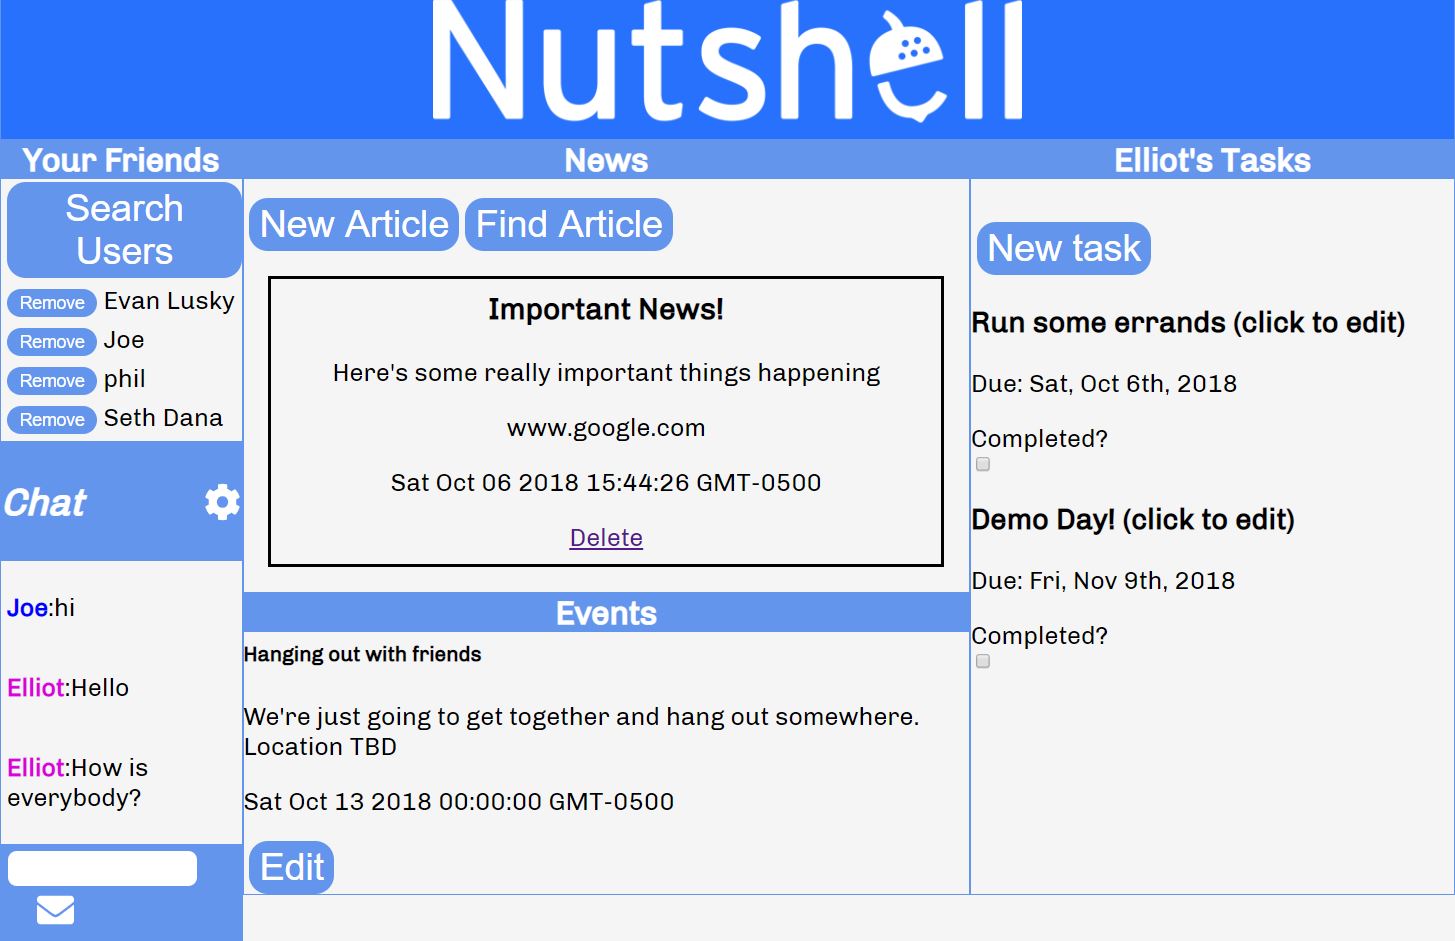 Nutshell
Your Friends
Search
Users
Remove Evan Lusky
Remove Joe
Remove phil
Remove Seth Dana
Chat
Joe:hi
Elliot:Hello
Elliot:How is
everybody?
News
New Article Find Article
Important News!
Here's some really important things happening
www.google.com
Sat Oct 06 2018 15:44:26 GMT-0500
Delete
Events
Hanging out with friends
We're just going to get together and hang out somewhere.
Location TBD
Sat Oct 13 2018 00:00:00 GMT-0500
Edit
Elliot's Tasks
New task
Run some errands (click to edit)
Due: Sat, Oct 6th, 2018
Completed?
Demo Day! (click to edit)
Due: Fri, Nov 9th, 2018
Completed?